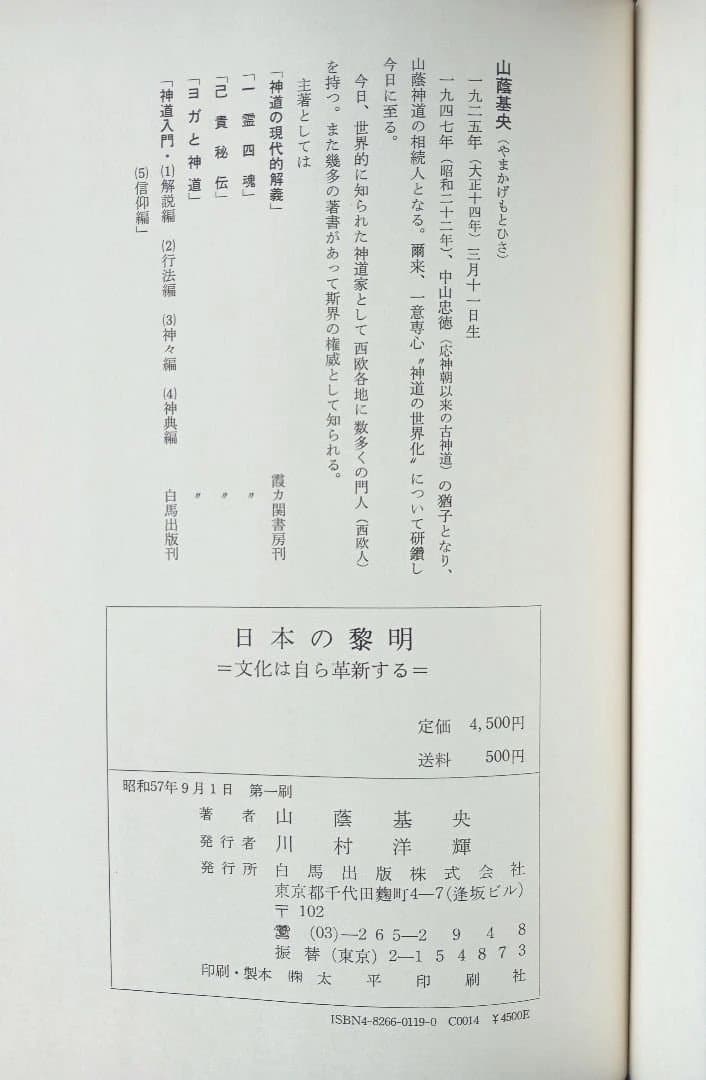 山蔭基央（やまかげもとひさ）
一九二五年（大正十四年）三月十一日生
一九四七年（昭和二十二年）、中山忠徳（応神朝以来の古神道）の猶子となり、
山蔭神道の相続人となる。爾来、一意専心〝神道の世界化〟について研鑽し
今日に至る。
今日、世界的に知られた神道家として西欧各地に数多くの門人（西欧人）
を持つ。また幾多の著書があって斯界の権威として知られる。
主著としては
「神道の現代的解義」 霞カ関書房刊
「一霊四魂」 〃
「己貴秘伝」 〃
「ヨガと神道」 〃
「神道入門・(1)解説編 (2)行法編 (3)神々編 (4)神典編 白馬出版刊
(5)信仰編」
日本の黎明
＝文化は自ら革新する＝
定価 4,500円
送料 500円
昭和57年9月1日 第一刷
著者 山蔭基央
発行者 川村洋輝
発行所 白馬出版株式会社
東京都千代田区麹町4―7(逢坂ビル)
〒102
☎ (03)―265―2948
振替(東京)2―154873
印刷・製本 ㈱太平印刷社
ISBN4-8266-0119-0 C0014 ￥4500E